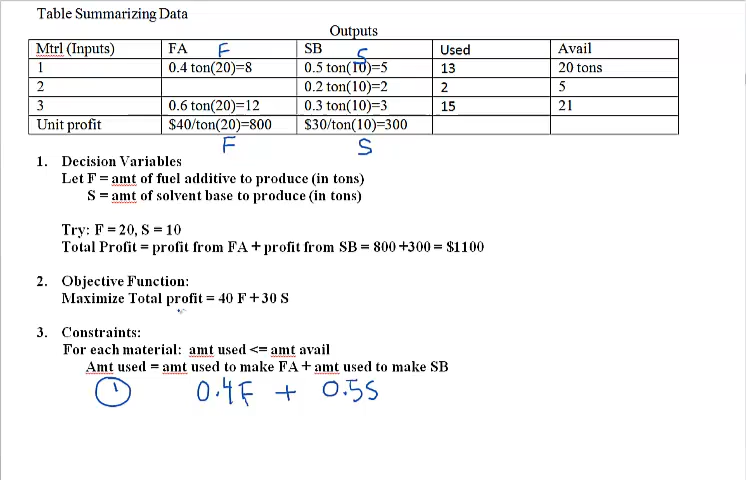 Table Summarizing Data
Outputs
Mtrl (Inputs) FA F SB S Used Avail
1 0.4 ton(20)=8 0.5 ton(10)=5 13 20 tons
2 0.2 ton(10)=2 2 5
3 0.6 ton(20)=12 0.3 ton(10)=3 15 21
Unit profit $40/ton(20)=800 $30/ton(10)=300
F S
1. Decision Variables
Let F = amt of fuel additive to produce (in tons)
S = amt of solvent base to produce (in tons)
Try: F = 20, S = 10
Total Profit = profit from FA + profit from SB = 800 +300 = $1100
2. Objective Function:
Maximize Total profit = 40 F + 30 S
3. Constraints:
For each material: amt used <= amt avail
Amt used = amt used to make FA + amt used to make SB
1 0.4F + 0.5S